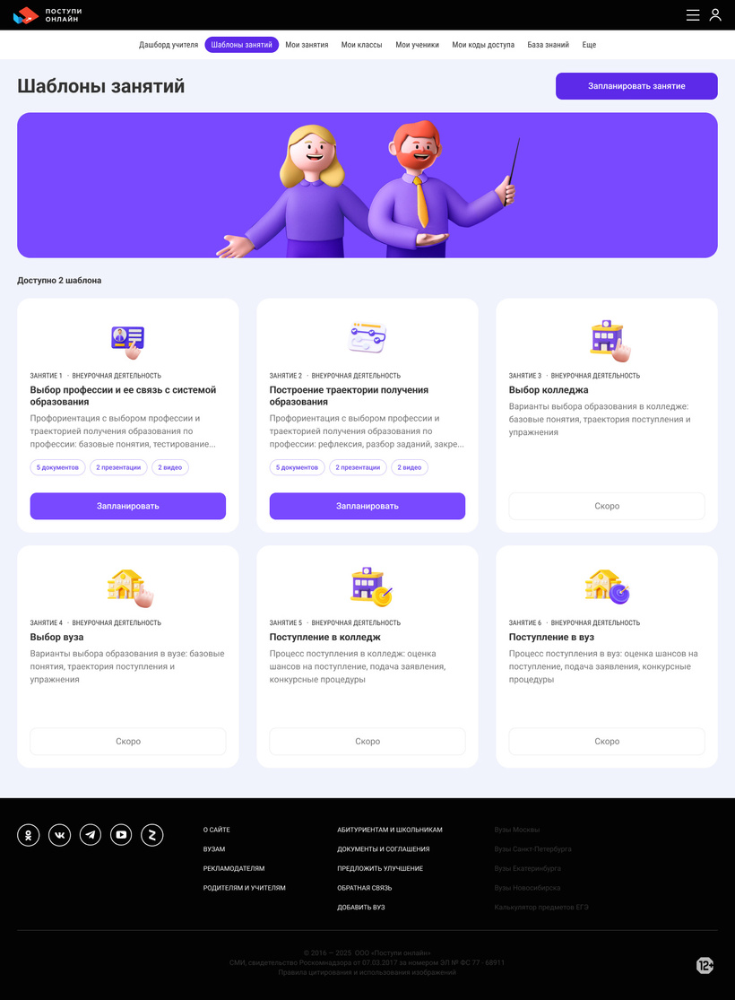 ПОСТУПИ
ОНЛАЙН
Дашборд учителя
Шаблоны занятий
Мои занятия
Мои классы
Мои ученики
Мои коды доступа
База знаний
Еще
Шаблоны занятий
Запланировать занятие
Доступно 2 шаблона
ЗАНЯТИЕ 1 · ВНЕУРОЧНАЯ ДЕЯТЕЛЬНОСТЬ
Выбор профессии и ее связь с системой
образования
Профориентация с выбором профессии и
траекторией получения образования по
профессии: базовые понятия, тестирование...
5 документов
2 презентации
2 видео
Запланировать
ЗАНЯТИЕ 2 · ВНЕУРОЧНАЯ ДЕЯТЕЛЬНОСТЬ
Построение траектории получения
образования
Профориентация с выбором профессии и
траекторией получения образования по
профессии: рефлексия, разбор заданий, закре...
5 документов
2 презентации
2 видео
Запланировать
ЗАНЯТИЕ 3 · ВНЕУРОЧНАЯ ДЕЯТЕЛЬНОСТЬ
Выбор колледжа
Варианты выбора образования в колледже:
базовые понятия, траектория поступления и
упражнения
Скоро
ЗАНЯТИЕ 4 · ВНЕУРОЧНАЯ ДЕЯТЕЛЬНОСТЬ
Выбор вуза
Варианты выбора образования в вузе: базовые
понятия, траектория поступления и
упражнения
Скоро
ЗАНЯТИЕ 5 · ВНЕУРОЧНАЯ ДЕЯТЕЛЬНОСТЬ
Поступление в колледж
Процесс поступления в колледж: оценка
шансов на поступление, подача заявления,
конкурсные процедуры
Скоро
ЗАНЯТИЕ 6 · ВНЕУРОЧНАЯ ДЕЯТЕЛЬНОСТЬ
Поступление в вуз
Процесс поступления в вуз: оценка шансов на
поступление, подача заявления, конкурсные
процедуры
Скоро
О САЙТЕ
ВУЗАМ
РЕКЛАМОДАТЕЛЯМ
РОДИТЕЛЯМ И УЧИТЕЛЯМ
АБИТУРИЕНТАМ И ШКОЛЬНИКАМ
ДОКУМЕНТЫ И СОГЛАШЕНИЯ
ПРЕДЛОЖИТЬ УЛУЧШЕНИЕ
ОБРАТНАЯ СВЯЗЬ
ДОБАВИТЬ ВУЗ
Вузы Москвы
Вузы Санкт-Петербурга
Вузы Екатеринбурга
Вузы Новосибирска
Калькулятор предметов ЕГЭ
© 2016 — 2025 ООО «Поступи онлайн»
СМИ, свидетельство Роскомнадзора от 07.03.2017 за номером ЭЛ № ФС 77 - 68911
Правила цитирования и использования изображений
12+